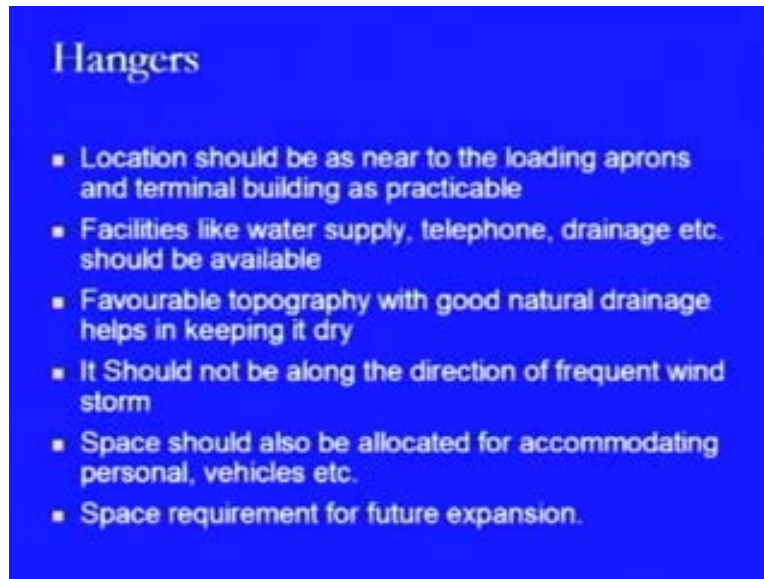 Hangers
Location should be as near to the loading aprons
and terminal building as practicable
Facilities like water supply, telephone, drainage etc.
should be available
Favourable topography with good natural drainage
helps in keeping it dry
It Should not be along the direction of frequent wind
storm
Space should also be allocated for accommodating
personal, vehicles etc.
Space requirement for future expansion.